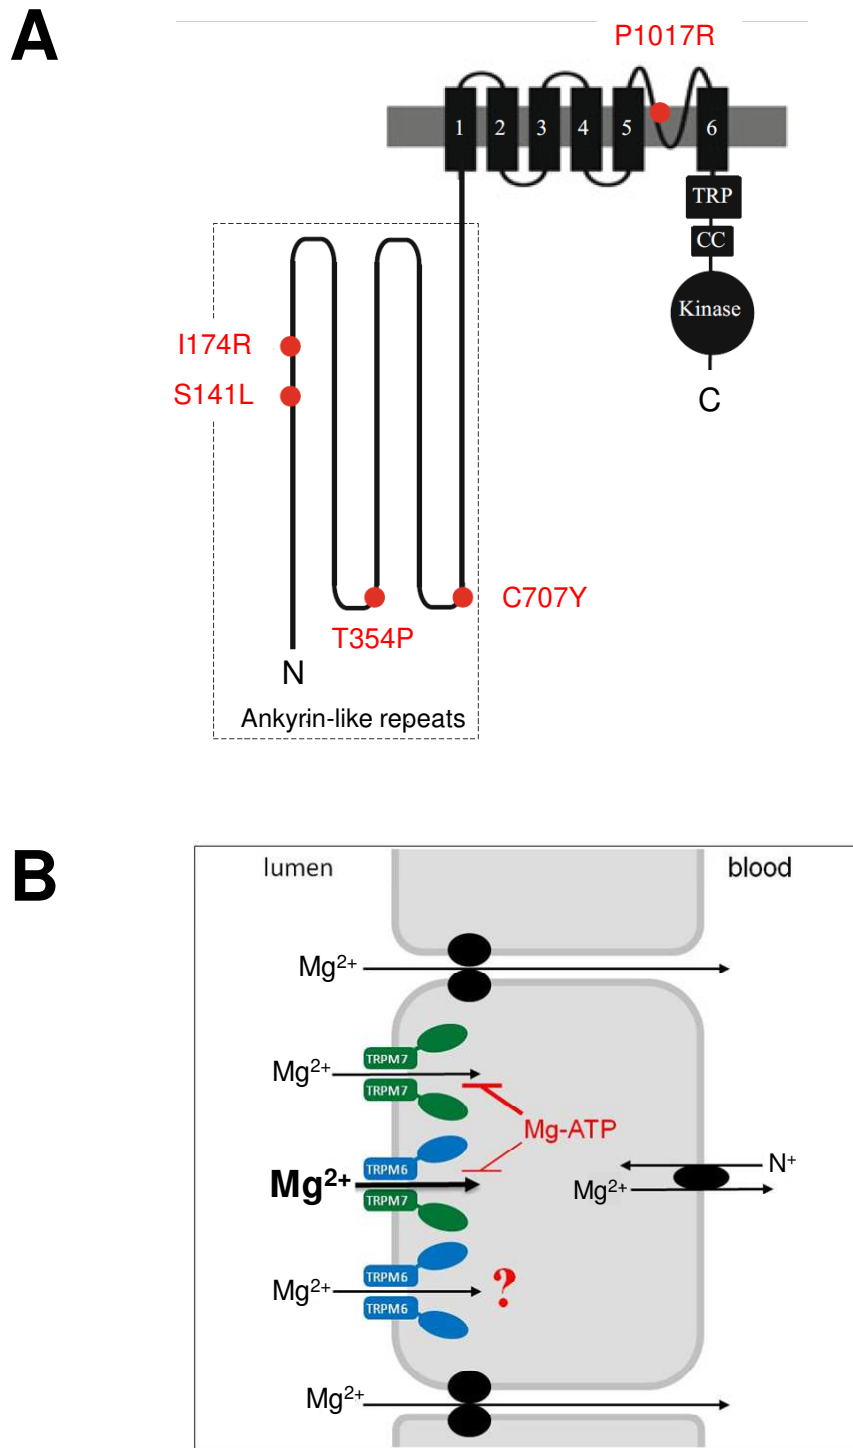 A
P1017R
1 2 3 4 5 6
TRP
CC
Kinase
C
I174R
S141L
C707Y
T354P
N
Ankyrin-like repeats
B
lumen blood
Mg2+
TRPM7
Mg2+
TRPM7
Mg-ATP
TRPM6
Mg2+
TRPM7
N+
Mg2+
TRPM6
Mg2+ ?
TRPM6
Mg2+